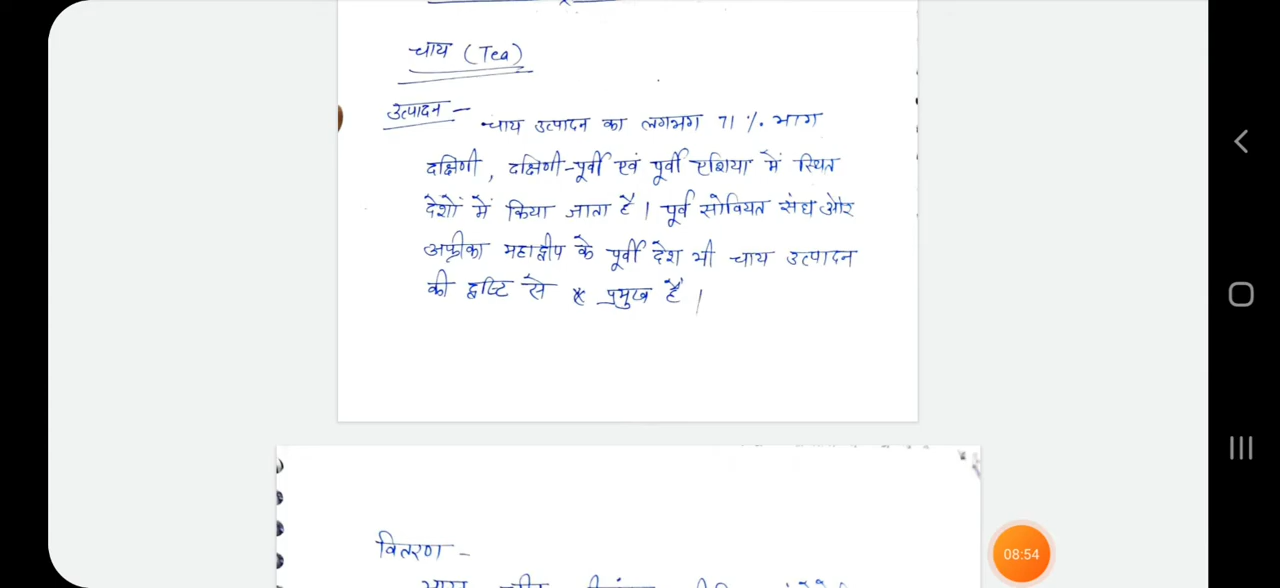 चाय (Tea)
उत्पादन - चाय उत्पादन का लगभग 71 % भाग
दक्षिणी, दक्षिणी-पूर्वी एवं पूर्वी एशिया में स्थित
देशों में किया जाता है। पूर्व सोवियत संघ और
अफ्रीका महाद्वीप के पूर्वी देश भी चाय उत्पादन
की दृष्टि से प्रमुख हैं।
वितरण -
08:54